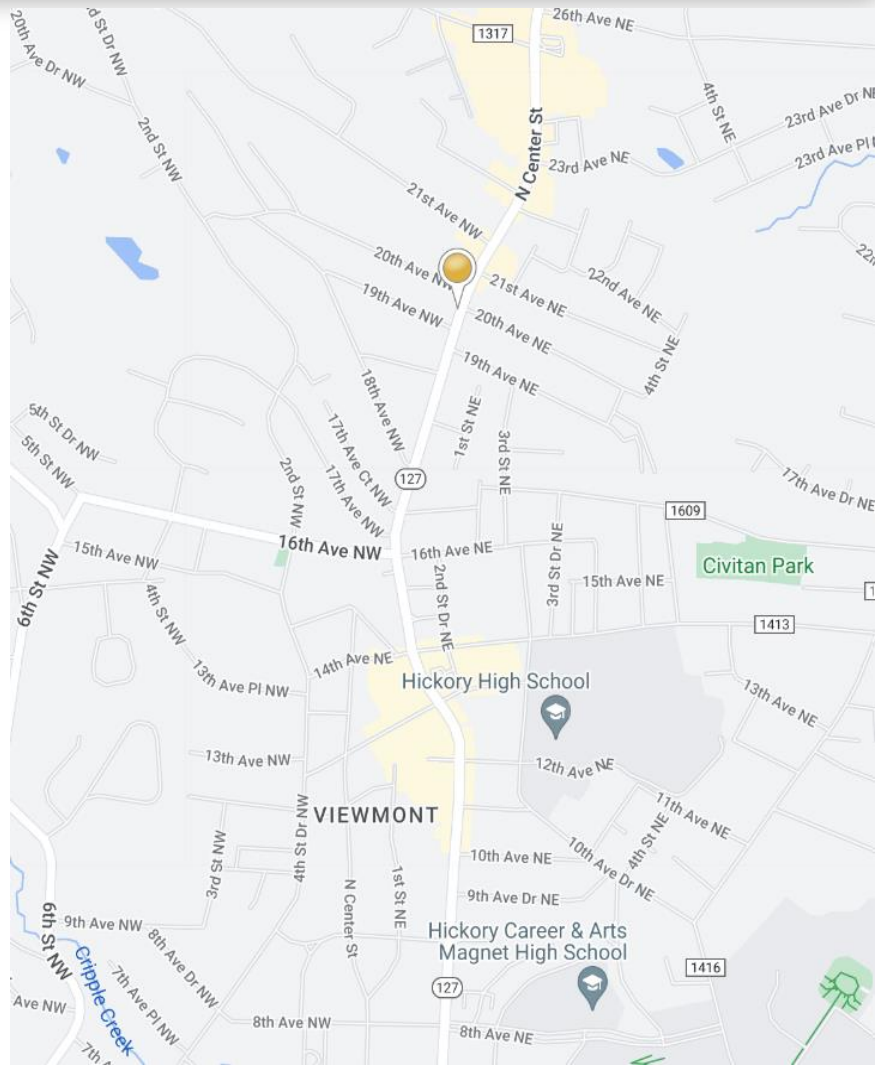 26th Ave NE
1317
20th Ave Dr NW
2nd St NW
4th St NE
23rd Ave Dr NE
23rd Ave NE
N Center St
21st Ave NW
20th Ave NW
19th Ave NW
21st Ave NE
22nd Ave NE
20th Ave NE
19th Ave NE
4th St NE
18th Ave NW
1st St NE
3rd St NE
17th Ave Ct NW
17th Ave NW
127
5th St Dr NW
5th St NW
2nd St NW
17th Ave Dr NE
1609
16th Ave NW
16th Ave NE
15th Ave NW
6th St NW
2nd St Dr NE
3rd St Dr NE
15th Ave NE
Civitan Park
1413
4th St NW
14th Ave NE
13th Ave Pl NW
Hickory High School
13th Ave NE
13th Ave NW
12th Ave NE
VIEWMONT
11th Ave NE
4th St NE
3rd St NW
4th St Dr NW
10th Ave NE
10th Ave Dr NE
9th Ave Dr NE
N Center St
1st St NE
9th Ave NW
6th St NW
8th Ave Dr NW
Hickory Career & Arts
Magnet High School
1416
Cripple Creek
7th Ave Pl NW
127
Ave NW
8th Ave NW
8th Ave NE